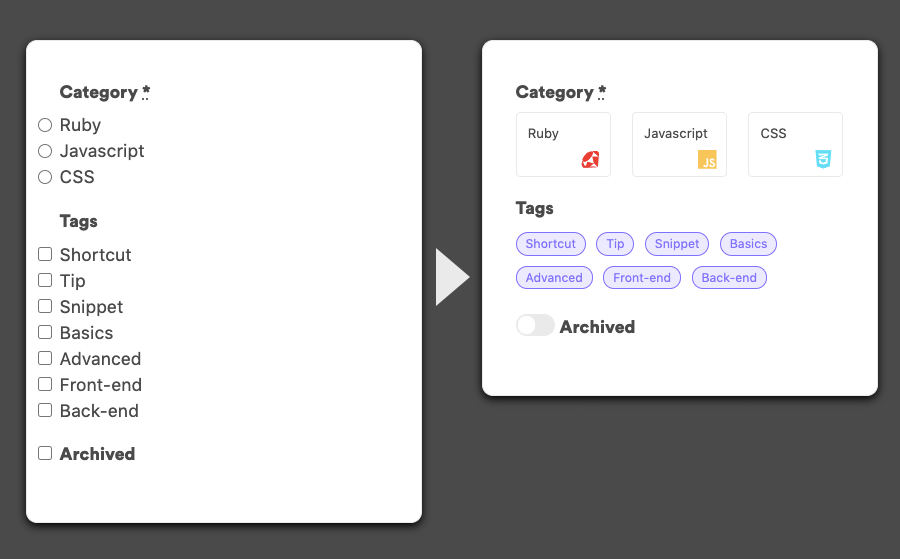 Category *
Ruby
Javascript
CSS
Tags
Shortcut
Tip
Snippet
Basics
Advanced
Front-end
Back-end
Archived
Category *
Ruby Javascript CSS
JS
Tags
Shortcut Tip Snippet Basics
Advanced Front-end Back-end
Archived